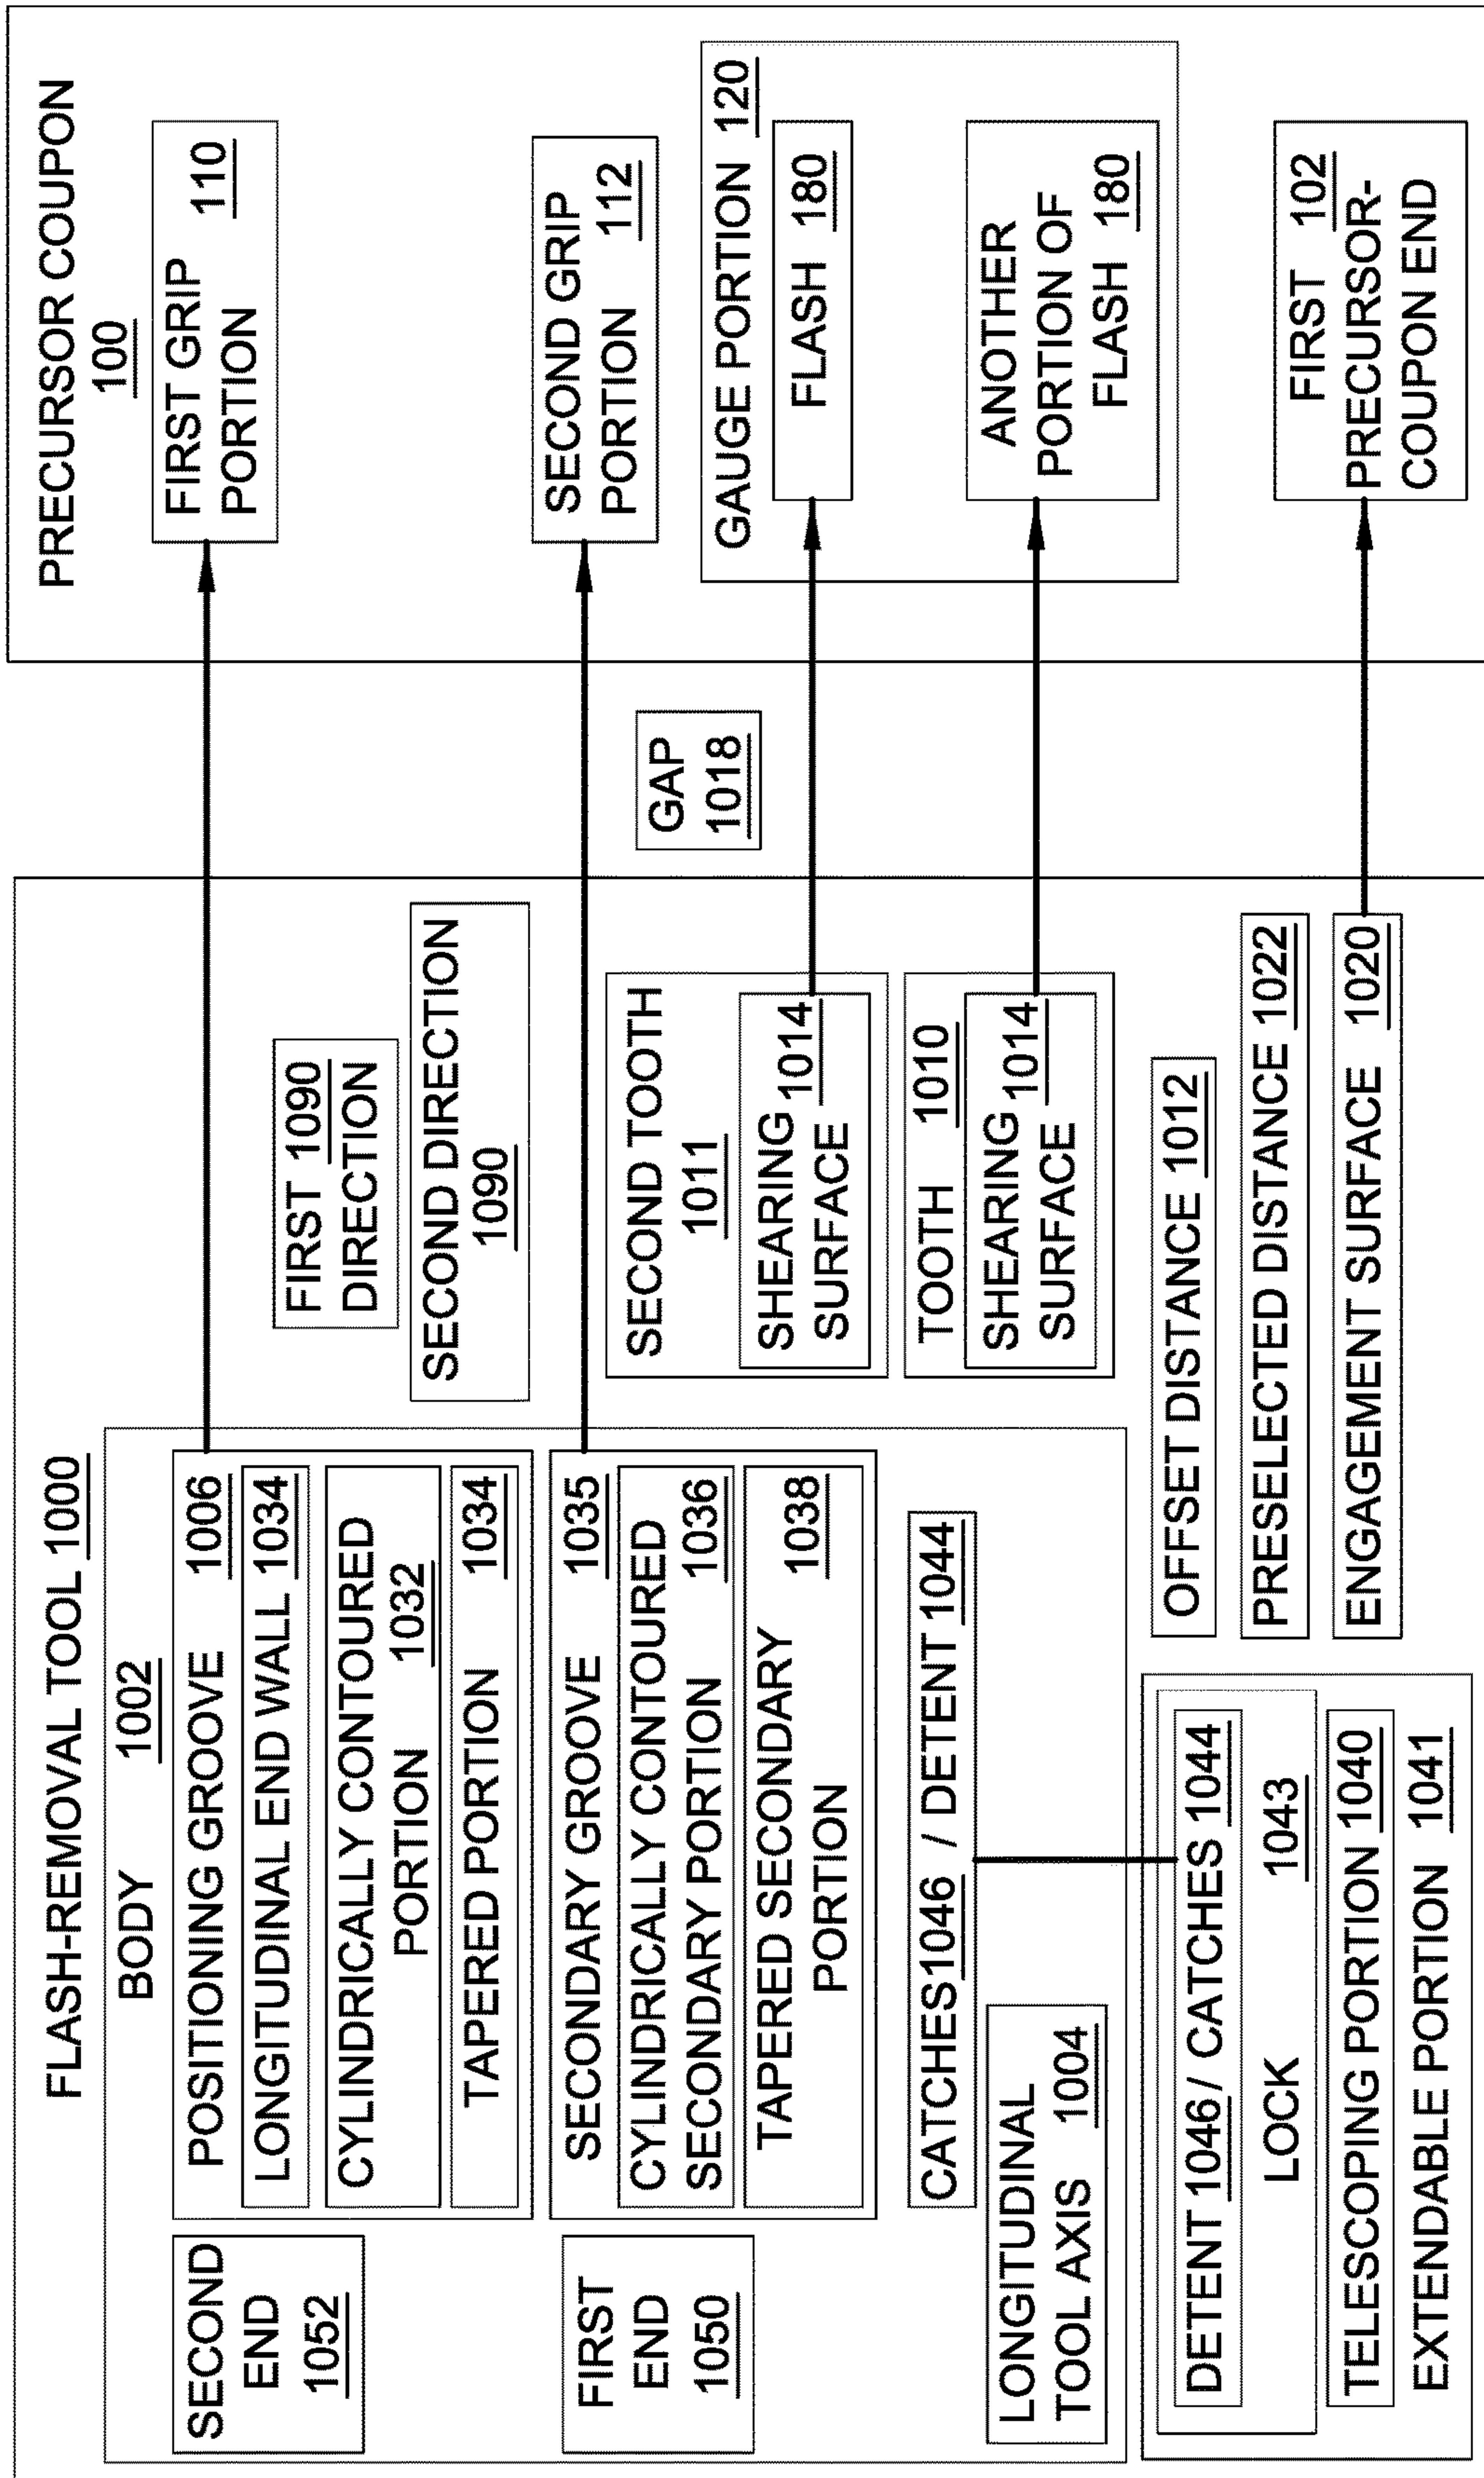 FLASH-REMOVAL TOOL 1000
BODY 1002
SECOND
END
1052
POSITIONING GROOVE 1006
LONGITUDINAL END WALL 1034
CYLINDRICALLY CONTOURED
PORTION 1032
TAPERED PORTION 1034
FIRST
END
1050
SECONDARY GROOVE 1035
CYLINDRICALLY CONTOURED
SECONDARY PORTION 1036
TAPERED SECONDARY
PORTION 1038
CATCHES 1046 / DETENT 1044
LONGITUDINAL
TOOL AXIS 1004
DETENT 1046 / CATCHES 1044
LOCK 1043
TELESCOPING PORTION 1040
EXTENDABLE PORTION 1041
FIRST 1090
DIRECTION
SECOND DIRECTION
1090
SECOND TOOTH
1011
SHEARING 1014
SURFACE
TOOTH 1010
SHEARING 1014
SURFACE
OFFSET DISTANCE 1012
PRESELECTED DISTANCE 1022
ENGAGEMENT SURFACE 1020
GAP
1018
PRECURSOR COUPON
100
FIRST GRIP
PORTION 110
SECOND GRIP
PORTION 112
GAUGE PORTION 120
FLASH 180
ANOTHER
PORTION OF
FLASH 180
FIRST 102
PRECURSOR-
COUPON END